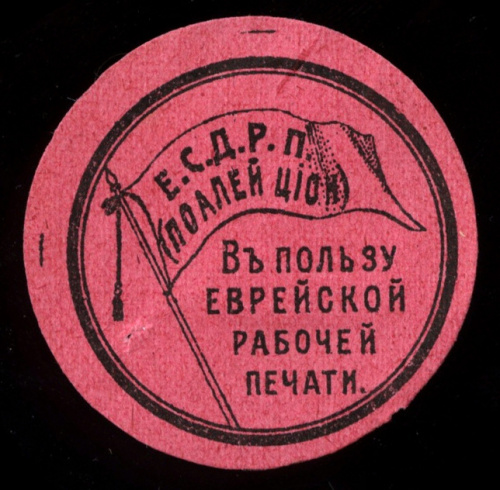 Е.С.Д.Р.П.
(ПОАЛЕЙ ЦІОН)
Въ пользу
ЕВРЕЙСКОЙ
РАБОЧЕЙ
ПЕЧАТИ.